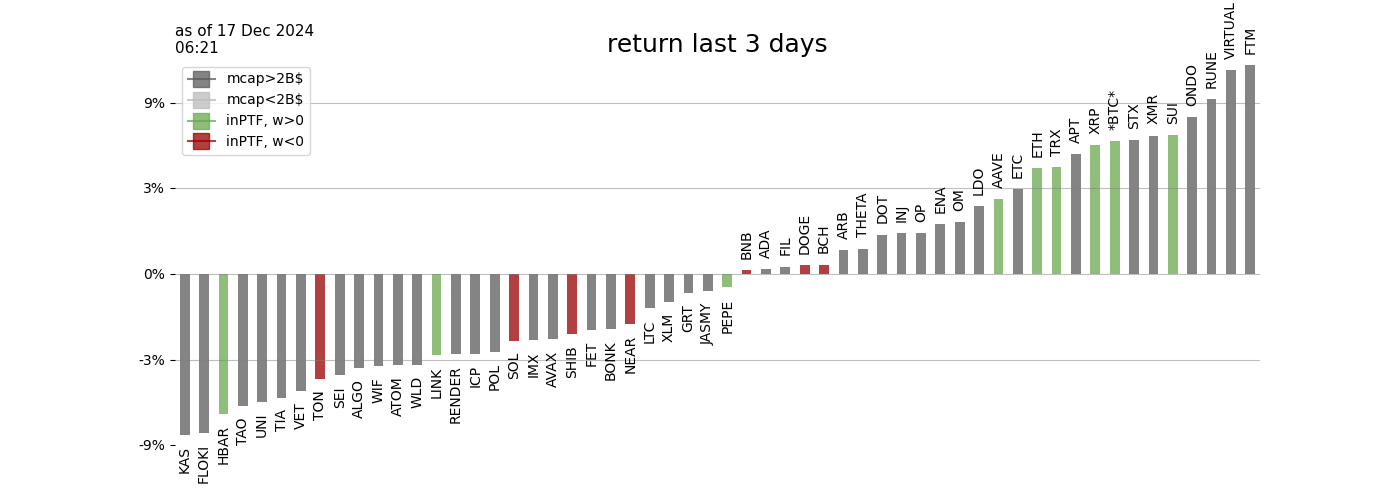 as of 17 Dec 2024
06:21
return last 3 days
mcap>2B$
mcap<2B$
inPTF, w>0
inPTF, w<0
9%
3%
0%
-3%
-9%
KAS
FLOKI
HBAR
TAO
UNI
TIA
VET
TON
SEI
ALGO
WIF
ATOM
WLD
LINK
RENDER
ICP
POL
SOL
IMX
AVAX
SHIB
FET
BONK
NEAR
LTC
XLM
GRT
JASMY
PEPE
BNB
ADA
FIL
DOGE
BCH
ARB
THETA
DOT
INJ
OP
ENA
OM
LDO
AAVE
ETC
ETH
TRX
APT
XRP
*BTC*
STX
XMR
SUI
ONDO
RUNE
VIRTUAL
FTM